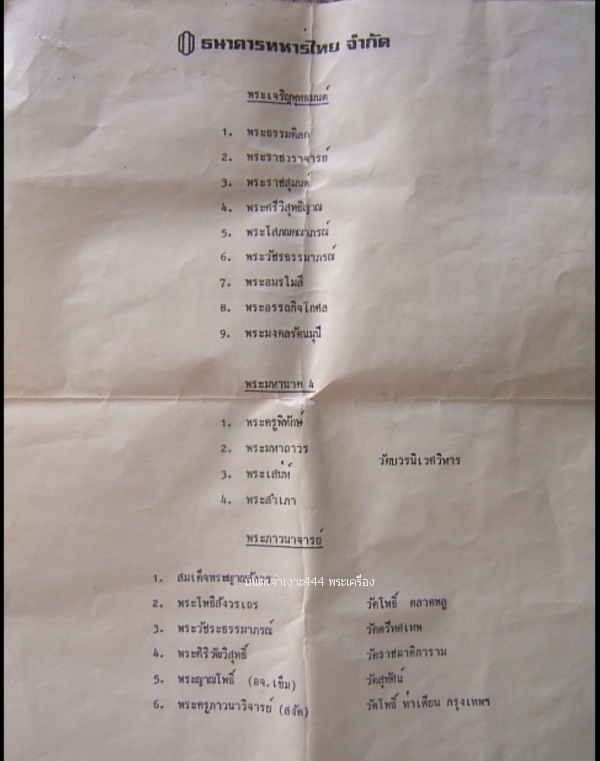 ธนาคารทหารไทย จำกัด
พระเจริญพุทธมนต์
1. พระธรรมดิลก
2. พระราชวราจารย์
3. พระราชสุมนต์
4. พระศรีวิสุทธิญาณ
5. พระโสภณคณาภรณ์
6. พระวัชรธรรมาภรณ์
7. พระอมรโมลี
8. พระอรรถกิจโกศล
9. พระมงคลรัตนมุนี
พระมหานาค 4
1. พระครูพิทักษ์
2. พระมหาถาวร
วัดบวรนิเวศวิหาร
3. พระเสน่ห์
4. พระสำเภา
พระภาวนาจารย์
1. สมเด็จพระญาณสังวร
มนต์เจ้าเงาะ444 พระเครื่อง
2. พระโพธิสังวรเถร วัดโพธิ์ ตลาดพลู
3. พระวัชระธรรมาภรณ์ วัดตรีทศเทพ
4. พระศิริวัฒวิสุทธิ์ วัดราชผาติการาม
5. พระญาณโพธิ์ (อจ.เข็ม) วัดสุทัศน์
6. พระครูภาวนาวิจารย์ (สงัด) วัดโพธิ์ ท่าเตียน กรุงเทพฯ